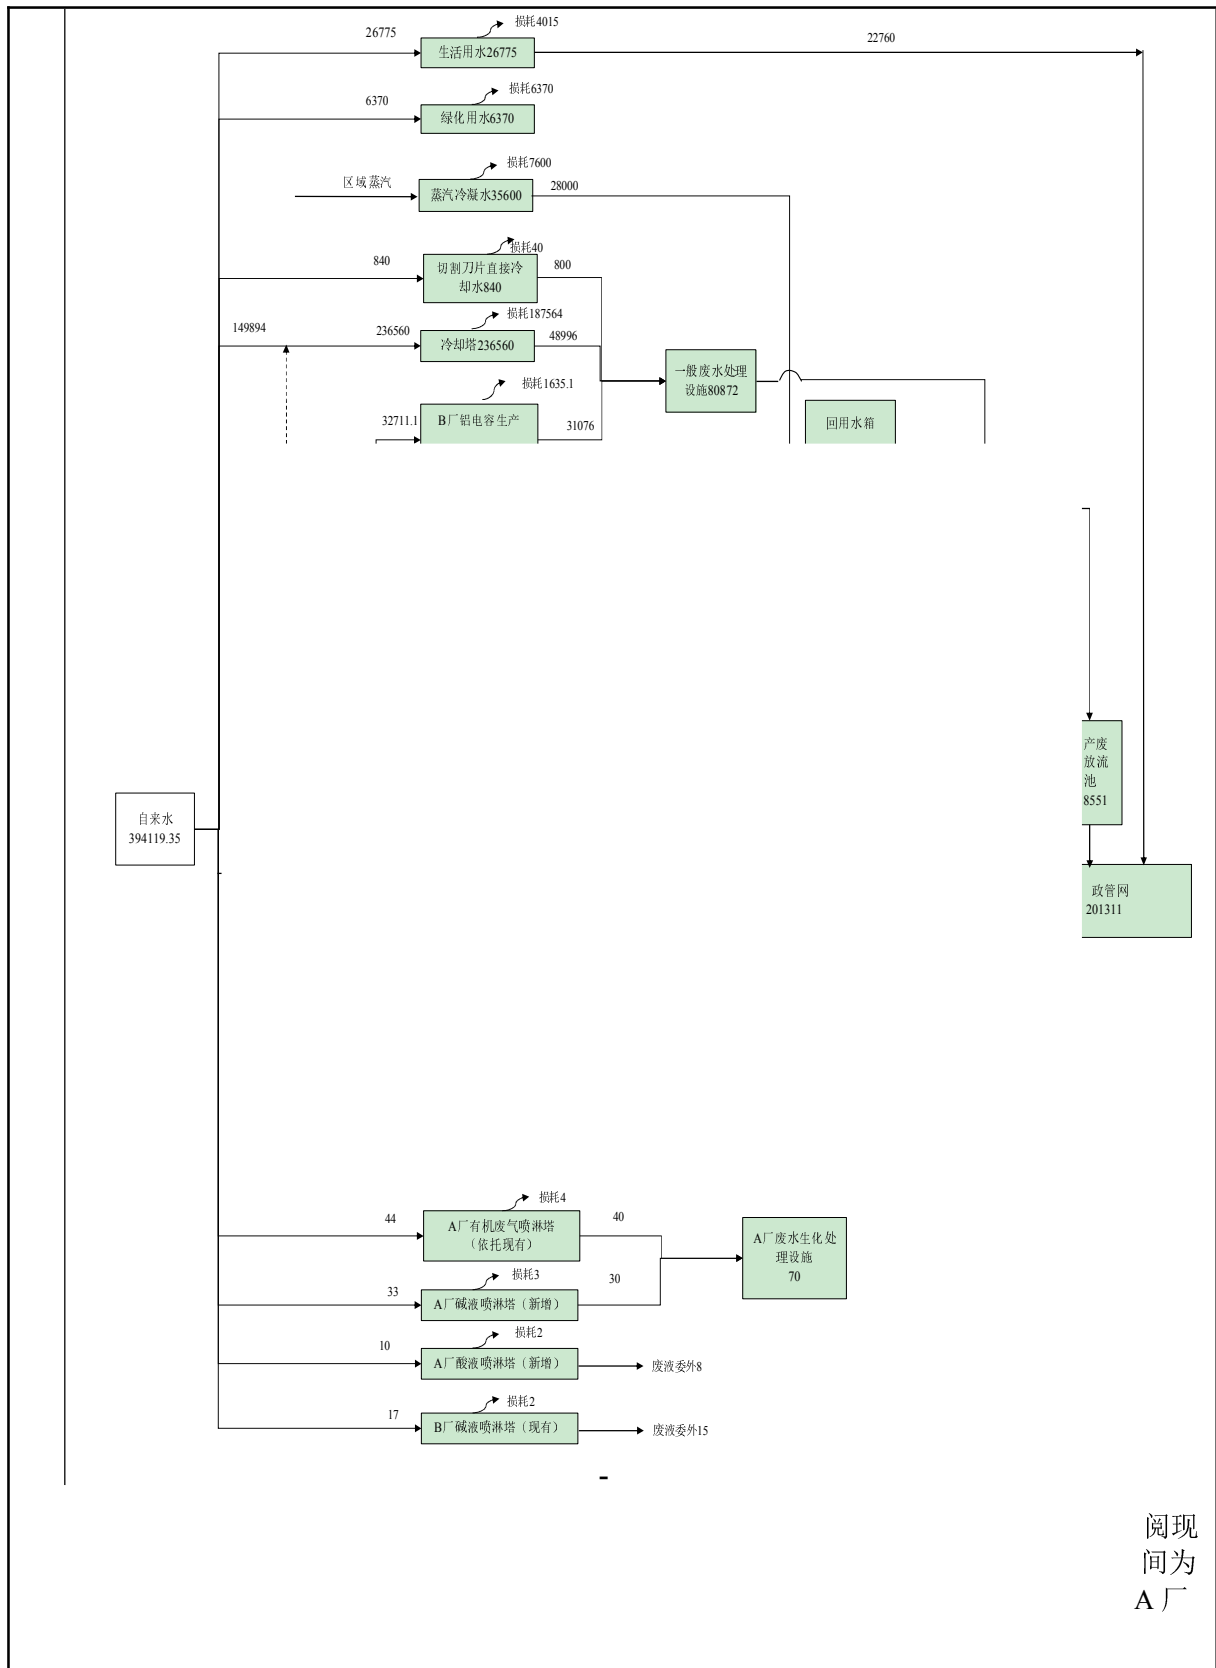 损耗4015
26775
生活用水26775
22760
损耗6370
6370
绿化用水6370
损耗7600
区域蒸汽
蒸汽冷凝水35600
28000
损耗40
840
切割刀片直接冷
却水840
800
损耗187564
149894
236560
冷却塔236560
48996
一般废水处理
设施80872
损耗1635.1
32711.1
B厂铝电容生产
31076
回用水箱
产废
放流
池
8551
自来水
394119.35
政管网
201311
损耗4
44
A厂有机废气喷淋塔
（依托现有）
40
A厂废水生化处
理设施
70
损耗3
33
A厂碱液喷淋塔（新增）
30
损耗2
10
A厂酸液喷淋塔（新增）
废液委外8
损耗2
17
B厂碱液喷淋塔（现有）
废液委外15
-
阅现
间为
A 厂